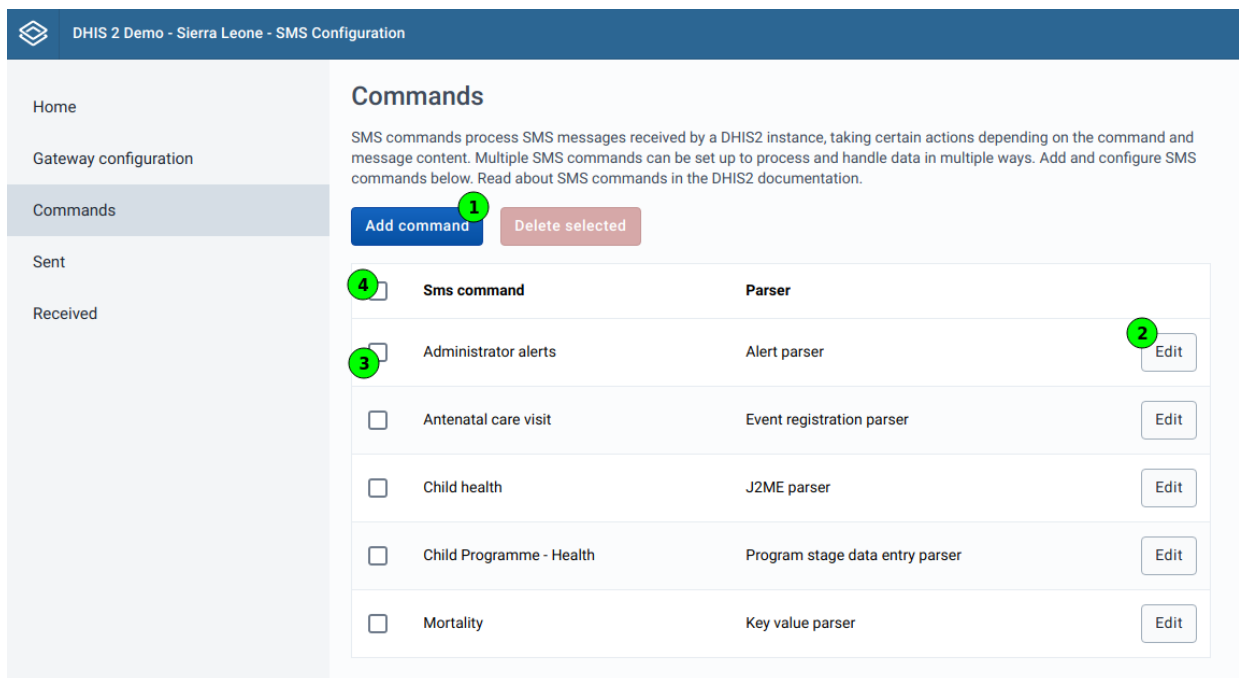 DHIS 2 Demo - Sierra Leone - SMS Configuration
Home
Gateway configuration
Commands
Sent
Received
Commands
SMS commands process SMS messages received by a DHIS2 instance, taking certain actions depending on the command and
message content. Multiple SMS commands can be set up to process and handle data in multiple ways. Add and configure SMS
commands below. Read about SMS commands in the DHIS2 documentation.
1
Add command Delete selected
4 Sms command Parser
2
3 Administrator alerts Alert parser Edit
Antenatal care visit Event registration parser Edit
Child health J2ME parser Edit
Child Programme - Health Program stage data entry parser Edit
Mortality Key value parser Edit